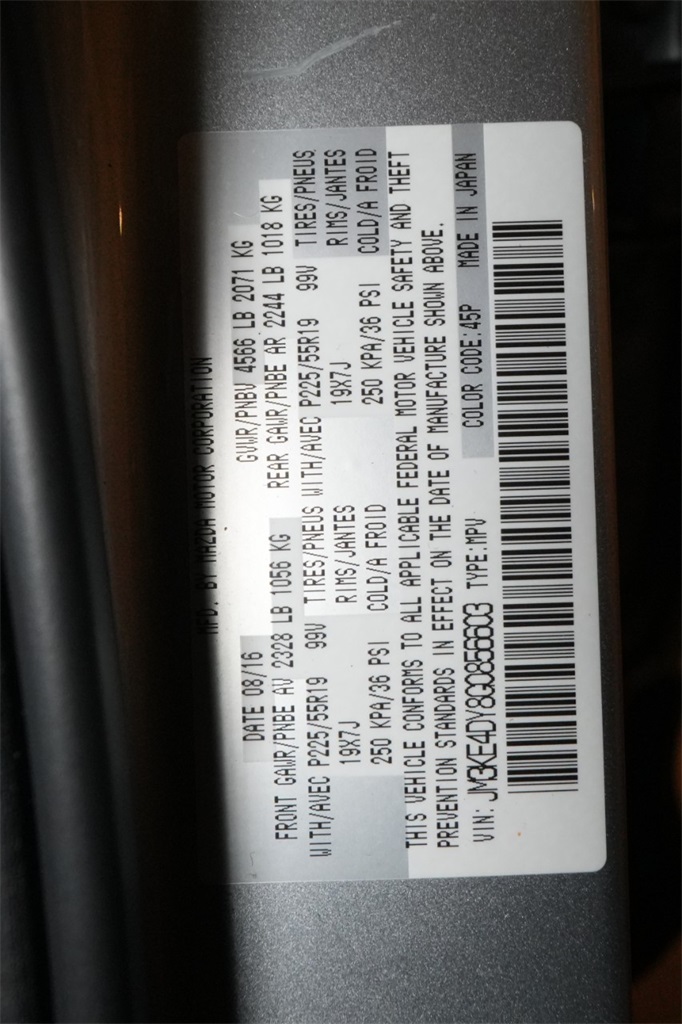 MFD. BY MAZDA MOTOR CORPORATION
DATE 08/16 GVWR/PNBV 4566 LB 2071 KG
FRONT GAWR/PNBE AV 2328 LB 1056 KG REAR GAWR/PNBE AR 2244 LB 1018 KG
WITH/AVEC P225/55R19 99V TIRES/PNEUS WITH/AVEC P225/55R19 99V TIRES/PNEUS
19X7J RIMS/JANTES 19X7J RIMS/JANTES
250 KPA/36 PSI COLD/A FROID 250 KPA/36 PSI COLD/A FROID
THIS VEHICLE CONFORMS TO ALL APPLICABLE FEDERAL MOTOR VEHICLE SAFETY AND THEFT
PREVENTION STANDARDS IN EFFECT ON THE DATE OF MANUFACTURE SHOWN ABOVE.
VIN: JM3KE4DY8G0856603 TYPE:MPV COLOR CODE:45P MADE IN JAPAN